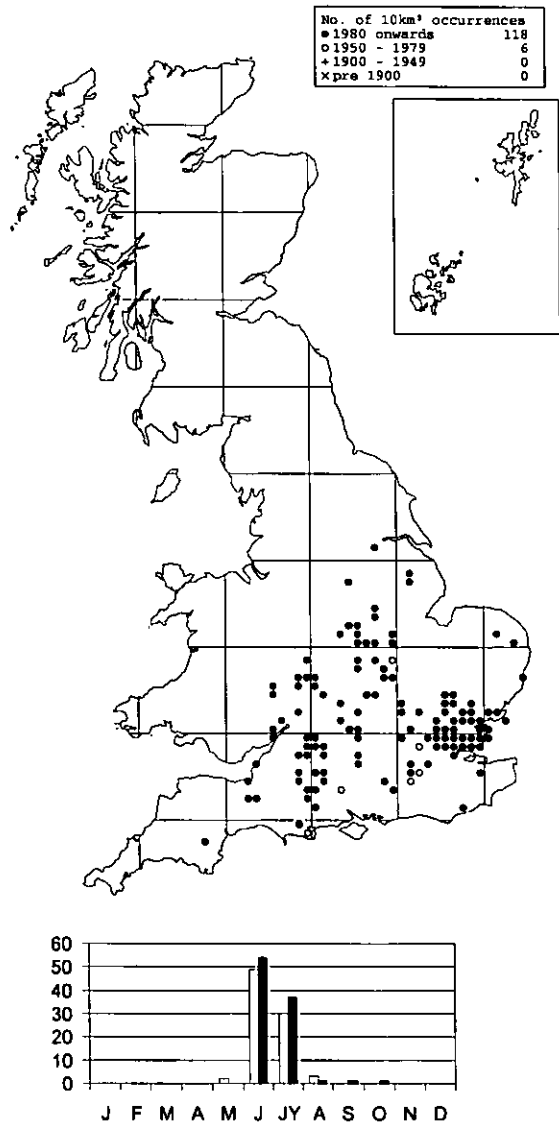 No. of 10km² occurrences
● 1980 onwards 118
○ 1950 - 1979 6
+ 1900 - 1949 0
× pre 1900 0
60
50
40
30
20
10
0
J F M A M J JY A S O N D